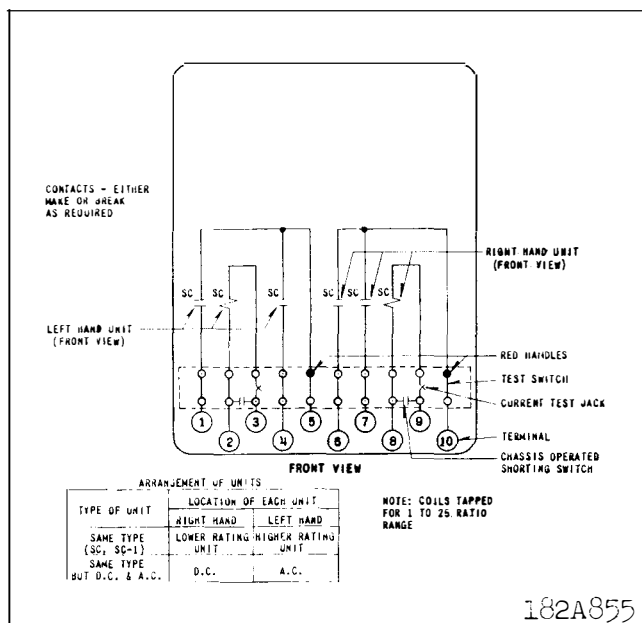 CONTACTS - EITHER
MAKE OR BREAK
AS REQUIRED
RIGHT HAND UNIT
(FRONT VIEW)
SC SC SC SC SC SC
LEFT HAND UNIT
(FRONT VIEW)
RED HANDLES
TEST SWITCH
CURRENT TEST JACK
1 2 3 4 5 6 7 8 9 10
TERMINAL
CHASSIS OPERATED
SHORTING SWITCH
FRONT VIEW
ARRANGEMENT OF UNITS
TYPE OF UNIT
LOCATION OF EACH UNIT
RIGHT HAND LEFT HAND
SAME TYPE
(SC, SC-1)
LOWER RATING
UNIT
HIGHER RATING
UNIT
SAME TYPE
BUT D.C. & A.C.
D.C. A.C.
NOTE: COILS TAPPED
FOR 1 TO 25 RATIO
RANGE
182A855